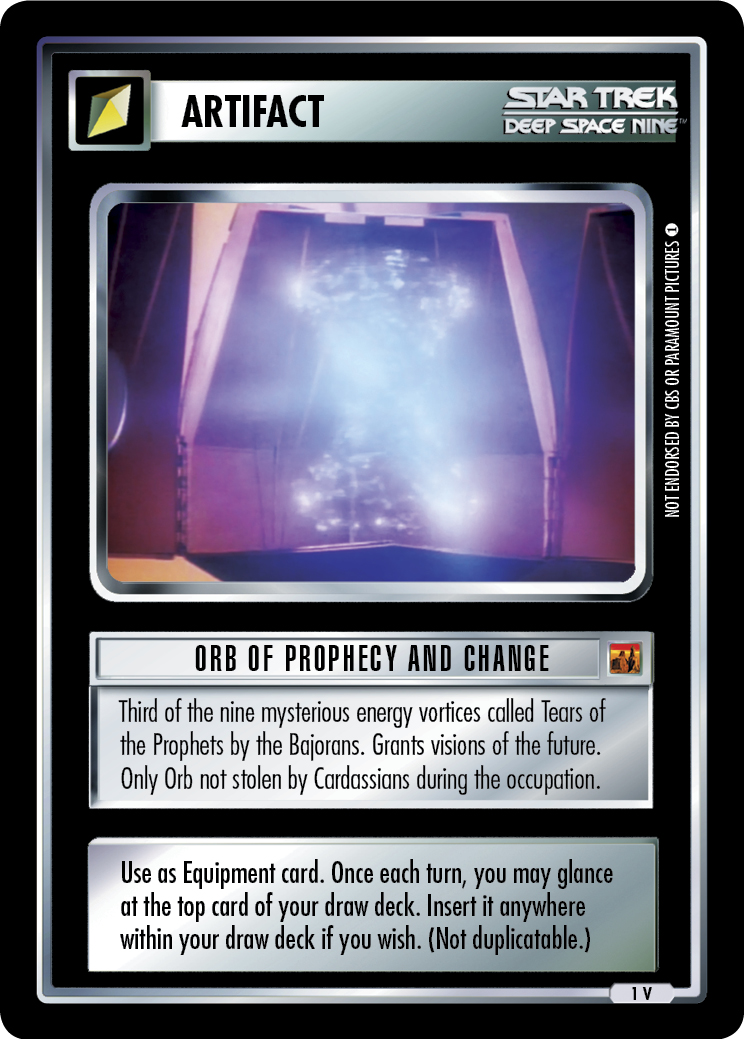 ARTIFACT
STAR TREK
DEEP SPACE NINE™
NOT ENDORSED BY CBS OR PARAMOUNT PICTURES 1
ORB OF PROPHECY AND CHANGE
Third of the nine mysterious energy vortices called Tears of
the Prophets by the Bajorans. Grants visions of the future.
Only Orb not stolen by Cardassians during the occupation.
Use as Equipment card. Once each turn, you may glance
at the top card of your draw deck. Insert it anywhere
within your draw deck if you wish. (Not duplicatable.)
1 V